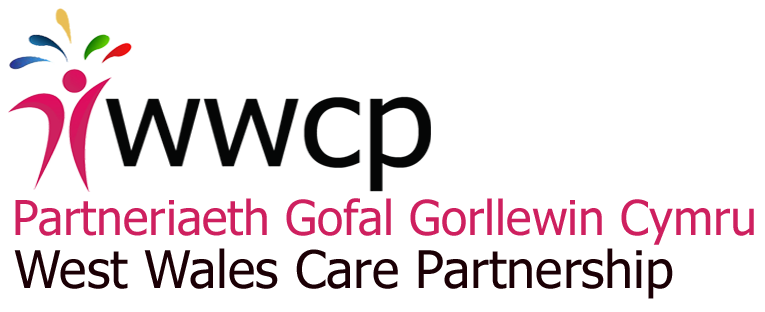 wwcp
Partneriaeth Gofal Gorllewin Cymru
West Wales Care Partnership